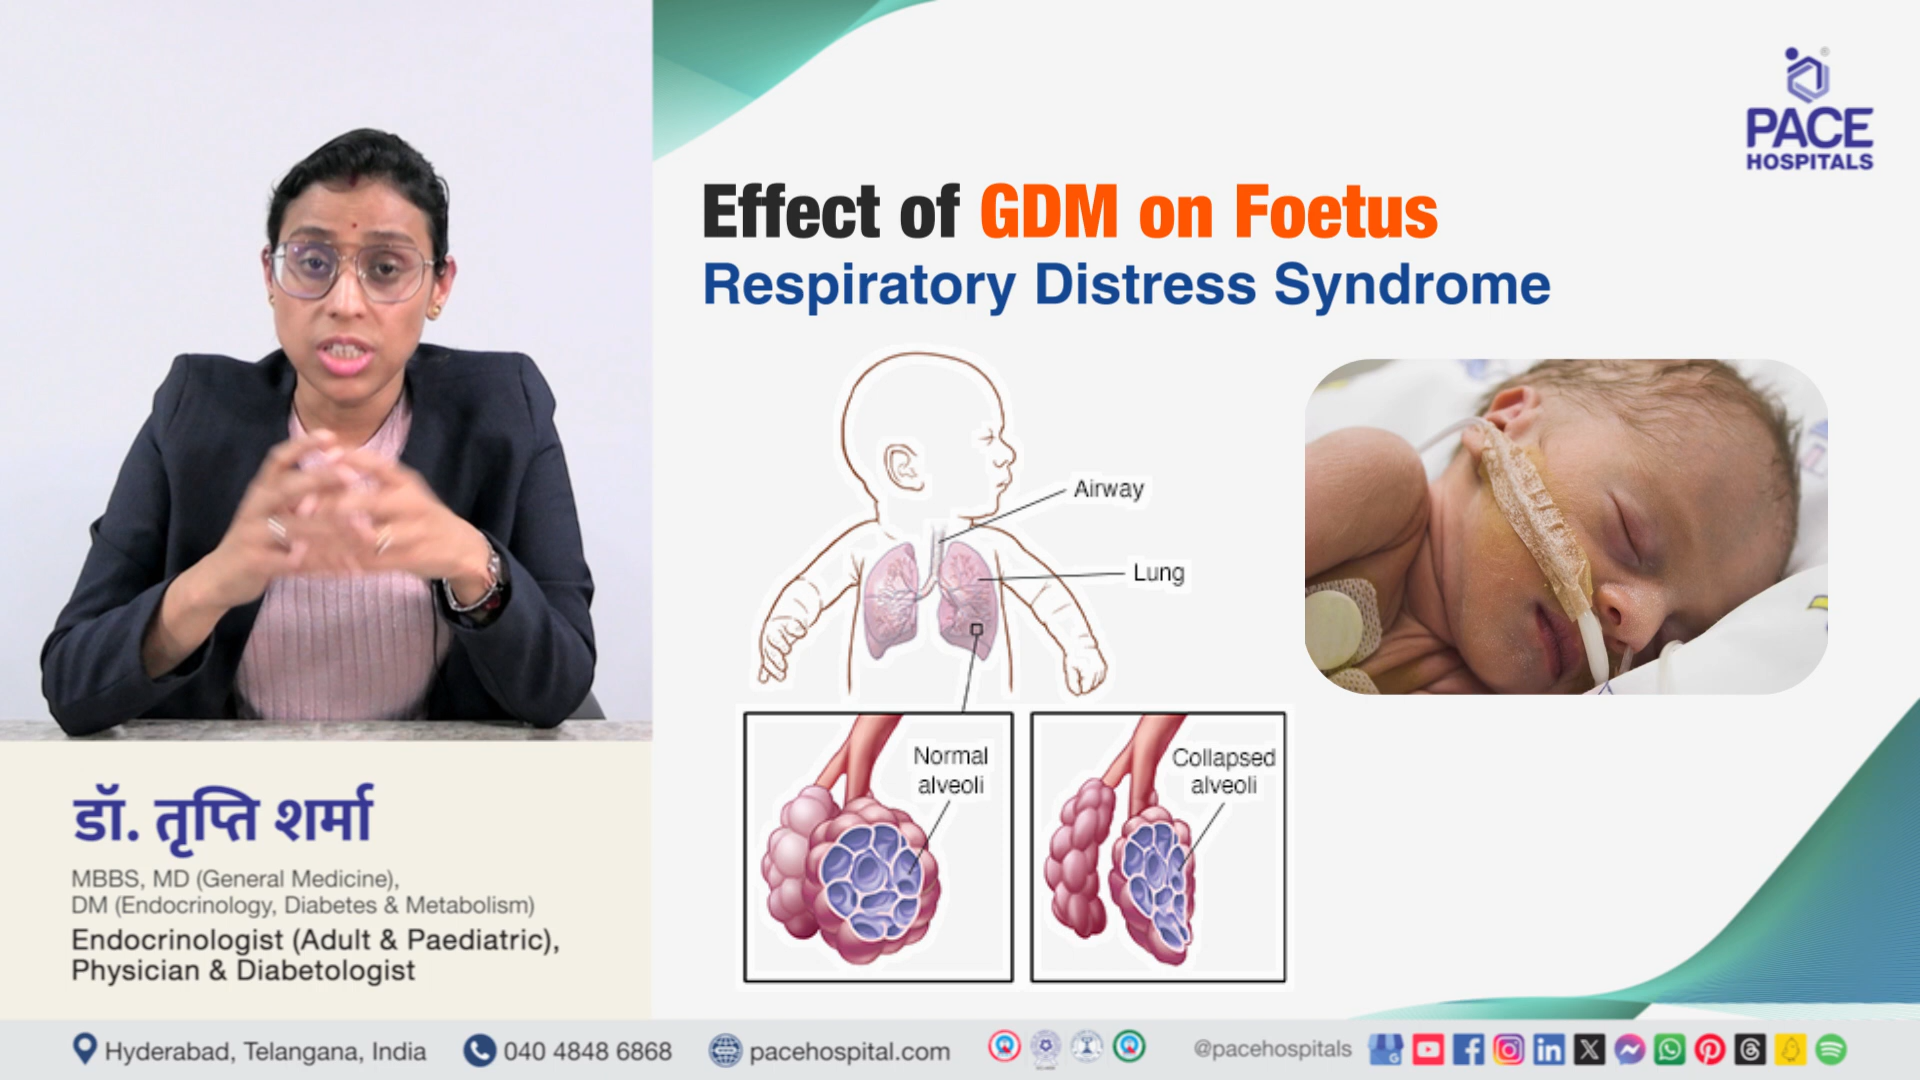 PACE
HOSPITALS
Effect of GDM on Foetus
Respiratory Distress Syndrome
Airway
Lung
Normal
alveoli
Collapsed
alveoli
डॉ. तृप्ति शर्मा
MBBS, MD (General Medicine),
DM (Endocrinology, Diabetes & Metabolism)
Endocrinologist (Adult & Paediatric),
Physician & Diabetologist
Hyderabad, Telangana, India
040 4848 6868
pacehospital.com
@pacehospitals